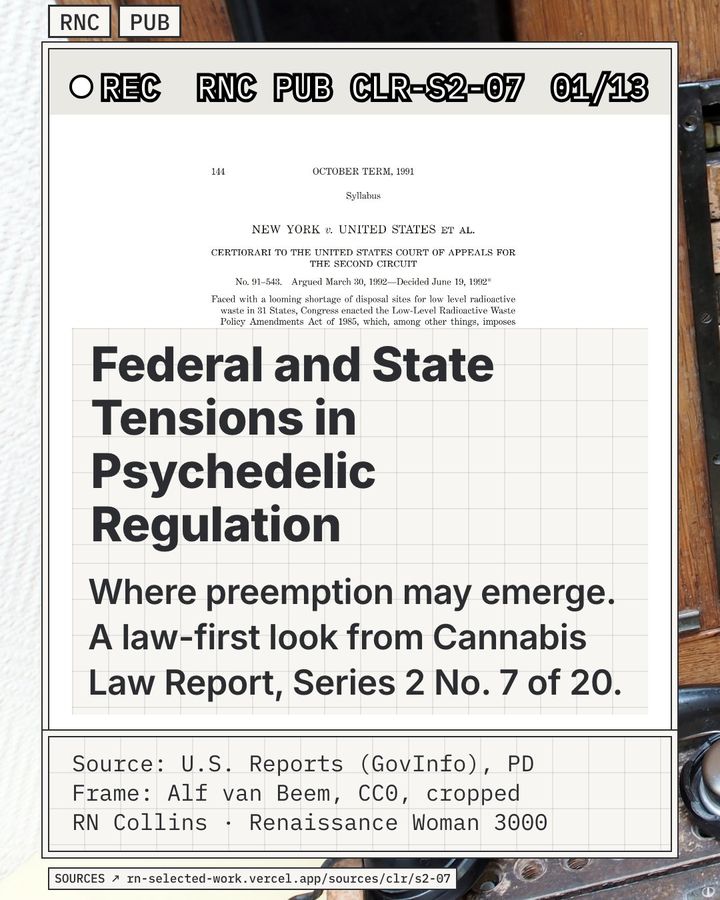 RNC PUB
REC RNC PUB CLR-S2-07 01/13
144 OCTOBER TERM, 1991
Syllabus
NEW YORK v. UNITED STATES ET AL.
CERTIORARI TO THE UNITED STATES COURT OF APPEALS FOR
THE SECOND CIRCUIT
No. 91–543. Argued March 30, 1992—Decided June 19, 1992*
Faced with a looming shortage of disposal sites for low level radioactive
waste in 31 States, Congress enacted the Low-Level Radioactive Waste
Policy Amendments Act of 1985, which, among other things, imposes
Federal and State
Tensions in
Psychedelic
Regulation
Where preemption may emerge.
A law-first look from Cannabis
Law Report, Series 2 No. 7 of 20.
Source: U.S. Reports (GovInfo), PD
Frame: Alf van Beem, CC0, cropped
RN Collins · Renaissance Woman 3000
SOURCES ↗ rn-selected-work.vercel.app/sources/clr/s2-07